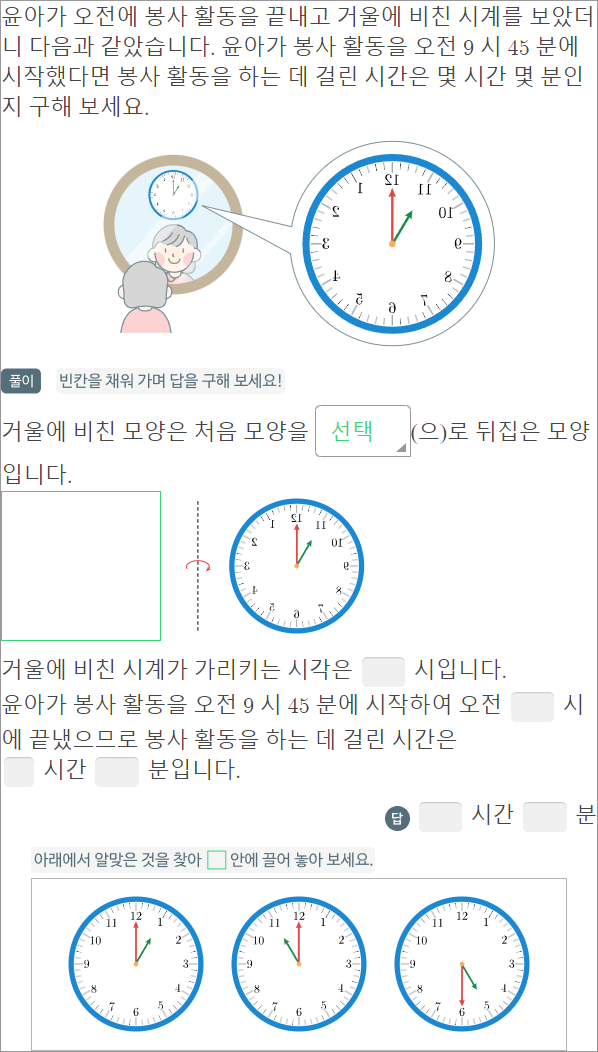 윤아가 오전에 봉사 활동을 끝내고 거울에 비친 시계를 보았더
니 다음과 같았습니다. 윤아가 봉사 활동을 오전 9 시 45 분에
시작했다면 봉사 활동을 하는 데 걸린 시간은 몇 시간 몇 분인
지 구해 보세요.
12
1 11
2 10
3 9
4 8
5 7
6
풀이 빈칸을 채워 가며 답을 구해 보세요!
거울에 비친 모양은 처음 모양을 선택 (으)로 뒤집은 모양
입니다.
12
1 11
2 10
3 9
4 8
5 7
6
거울에 비친 시계가 가리키는 시각은 시입니다.
윤아가 봉사 활동을 오전 9 시 45 분에 시작하여 오전 시
에 끝냈으므로 봉사 활동을 하는 데 걸린 시간은
시간 분입니다.
답 시간 분
아래에서 알맞은 것을 찾아 안에 끌어 놓아 보세요.
12 12 12
11 1 11 1 11 1
10 2 10 2 10 2
9 3 9 3 9 3
8 4 8 4 8 4
7 5 7 5 7 5
6 6 6